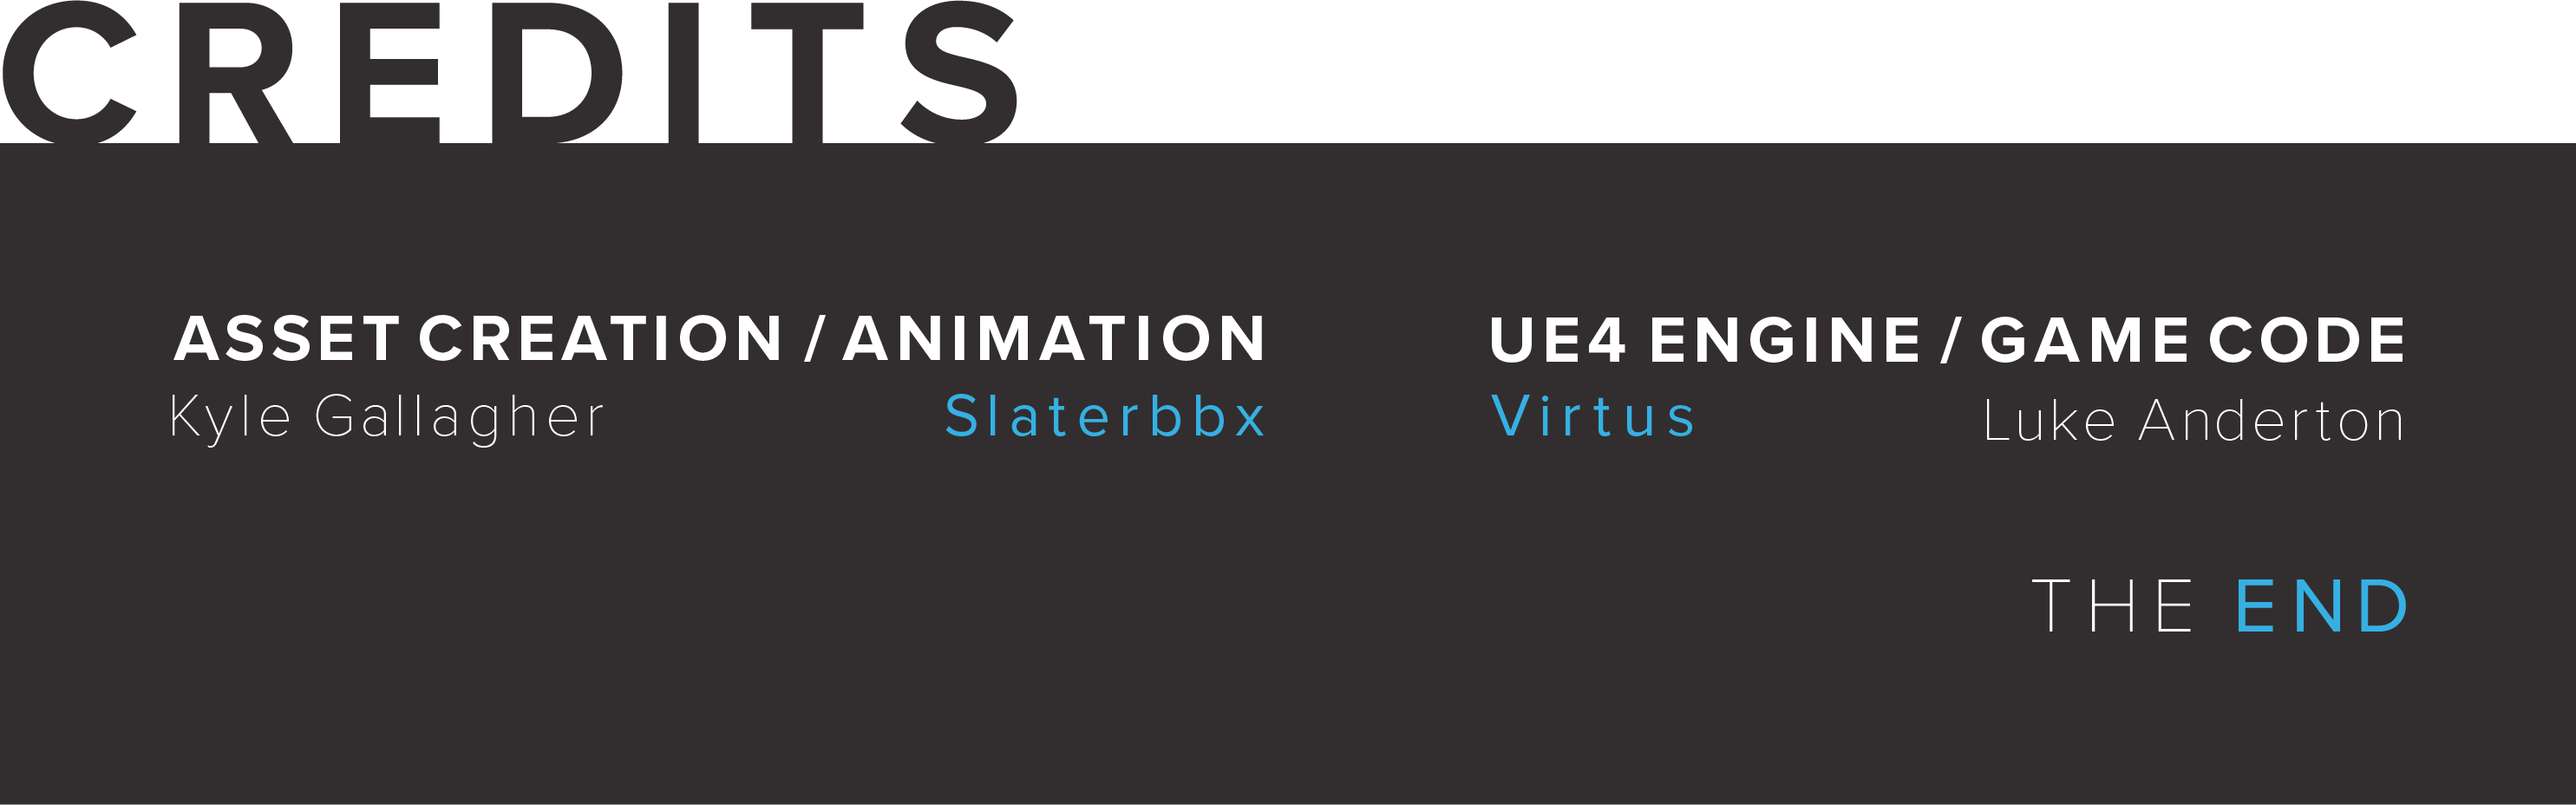 CREDITS
ASSET CREATION / ANIMATION
Kyle Gallagher Slaterbbx
UE4 ENGINE / GAME CODE
Virtus Luke Anderton
THE END